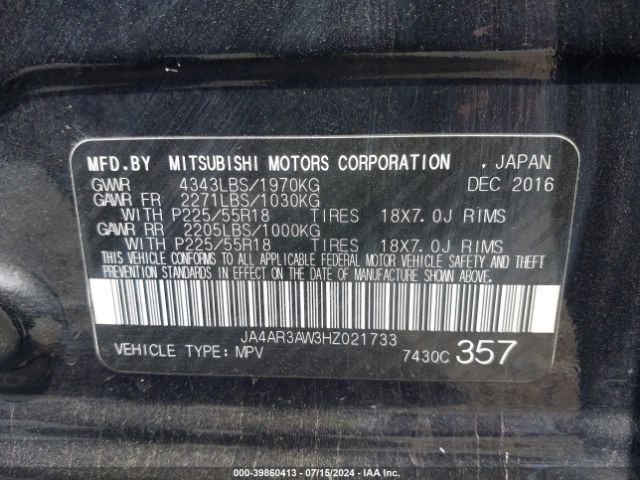 MFD.BY MITSUBISHI MOTORS CORPORATION . JAPAN
GVWR 4343LBS/1970KG DEC 2016
GAWR FR 2271LBS/1030KG
WITH P225/55R18 TIRES 18X7.0J RIMS
GAWR RR 2205LBS/1000KG
WITH P225/55R18 TIRES 18X7.0J RIMS
THIS VEHICLE CONFORMS TO ALL APPLICABLE FEDERAL MOTOR VEHICLE SAFETY AND THEFT
PREVENTION STANDARDS IN EFFECT ON THE DATE OF MANUFACTURE SHOWN ABOVE.
JA4AR3AW3HZ021733
VEHICLE TYPE: MPV 7430C 357
000-39860413 - 07/15/2024 - IAA Inc.